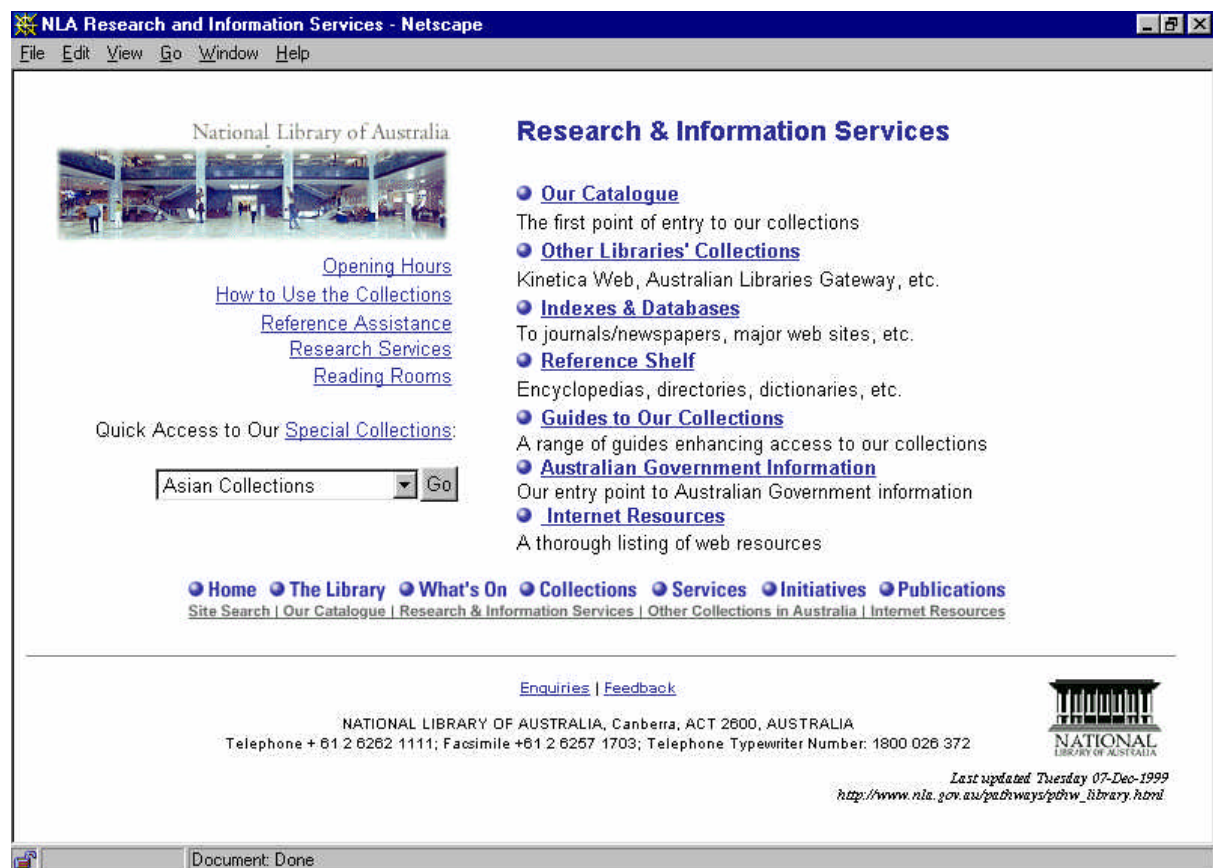 NLA Research and Information Services - Netscape
File Edit View Go Window Help
National Library of Australia
Opening Hours
How to Use the Collections
Reference Assistance
Research Services
Reading Rooms
Quick Access to Our Special Collections:
Asian Collections Go
Research & Information Services
Our Catalogue
The first point of entry to our collections
Other Libraries' Collections
Kinetica Web, Australian Libraries Gateway, etc.
Indexes & Databases
To journals/newspapers, major web sites, etc.
Reference Shelf
Encyclopedias, directories, dictionaries, etc.
Guides to Our Collections
A range of guides enhancing access to our collections
Australian Government Information
Our entry point to Australian Government information
Internet Resources
A thorough listing of web resources
Home The Library What's On Collections Services Initiatives Publications
Site Search | Our Catalogue | Research & Information Services | Other Collections in Australia | Internet Resources
Enquiries | Feedback
NATIONAL LIBRARY OF AUSTRALIA, Canberra, ACT 2600, AUSTRALIA
Telephone + 61 2 6262 1111; Facsimile +61 2 6257 1703; Telephone Typewriter Number: 1800 026 372
NATIONAL
LIBRARY OF AUSTRALIA
Last updated Tuesday 07-Dec-1999
http://www.nla.gov.au/pathways/pthw_library.html
Document: Done